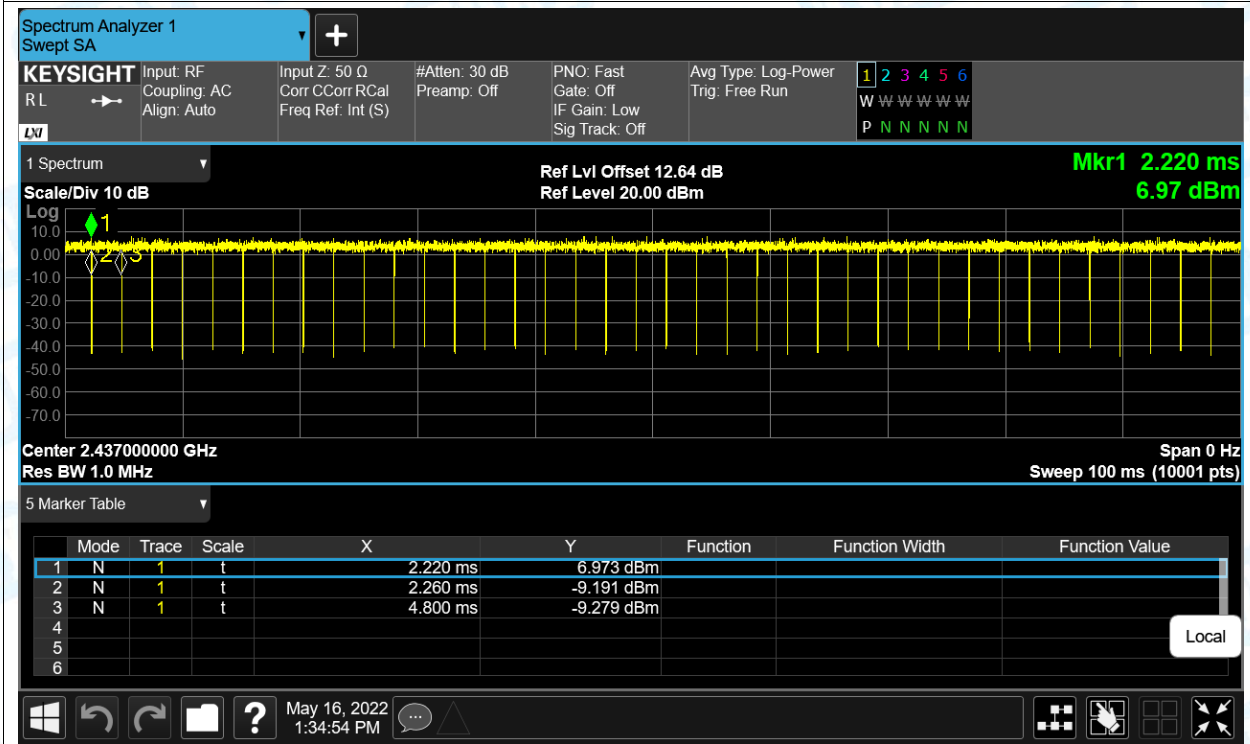 Spectrum Analyzer 1
Swept SA
+
KEYSIGHT
R L
LXI
Input: RF
Coupling: AC
Align: Auto
Input Z: 50 Ω
Corr CCorr RCal
Freq Ref: Int (S)
#Atten: 30 dB
Preamp: Off
PNO: Fast
Gate: Off
IF Gain: Low
Sig Track: Off
Avg Type: Log-Power
Trig: Free Run
1 2 3 4 5 6
W W W W W W
P N N N N N
1 Spectrum
Scale/Div 10 dB
Ref Lvl Offset 12.64 dB
Ref Level 20.00 dBm
Mkr1 2.220 ms
6.97 dBm
Log
10.0
0.00
-10.0
-20.0
-30.0
-40.0
-50.0
-60.0
-70.0
1
2
3
Center 2.437000000 GHz
Res BW 1.0 MHz
Span 0 Hz
Sweep 100 ms (10001 pts)
5 Marker Table
Mode Trace Scale X Y Function Function Width Function Value
1 N 1 t 2.220 ms 6.973 dBm
2 N 1 t 2.260 ms -9.191 dBm
3 N 1 t 4.800 ms -9.279 dBm
4
5
6
Local
?
May 16, 2022
1:34:54 PM